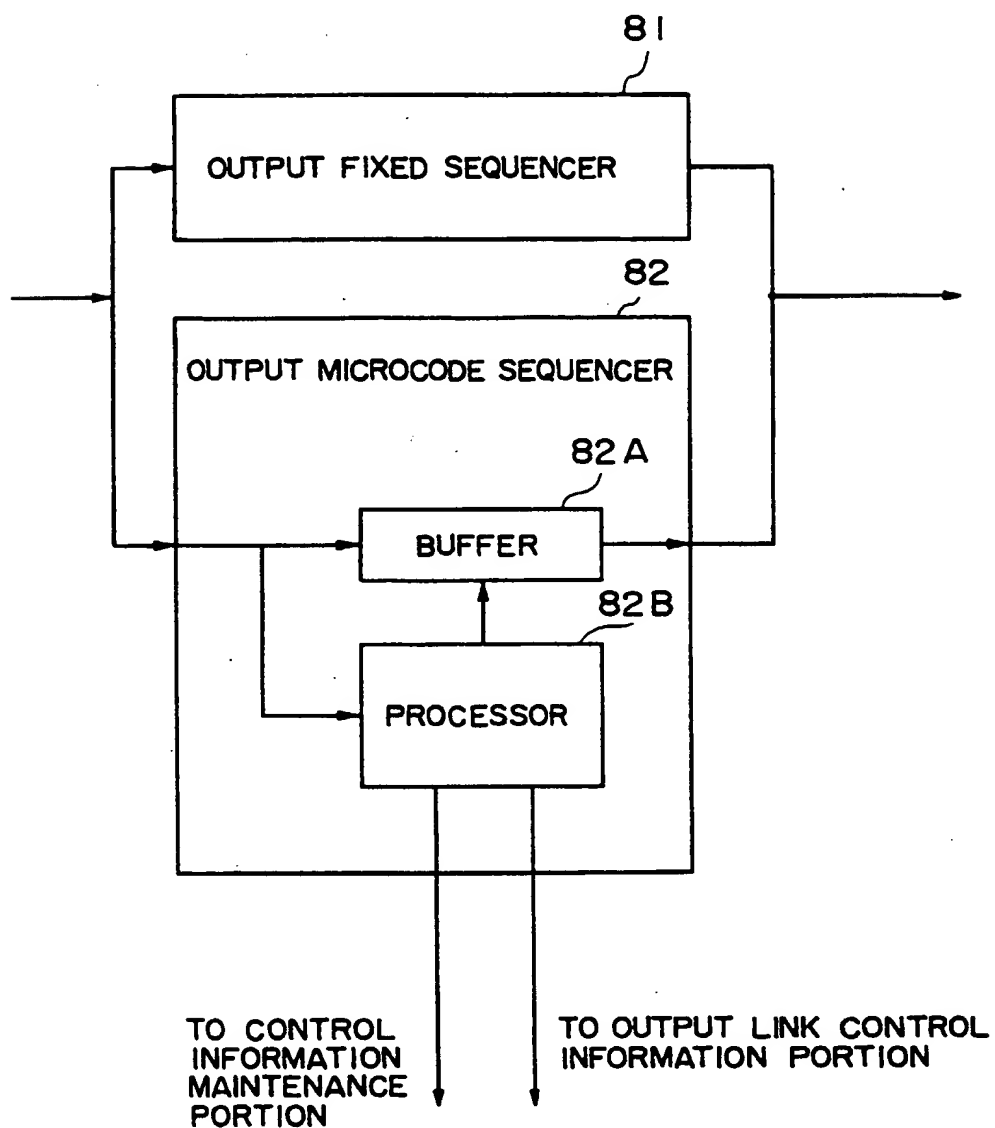 81
OUTPUT FIXED SEQUENCER
82
OUTPUT MICROCODE SEQUENCER
82A
BUFFER
82B
PROCESSOR
TO CONTROL
INFORMATION
MAINTENANCE
PORTION
TO OUTPUT LINK CONTROL
INFORMATION PORTION